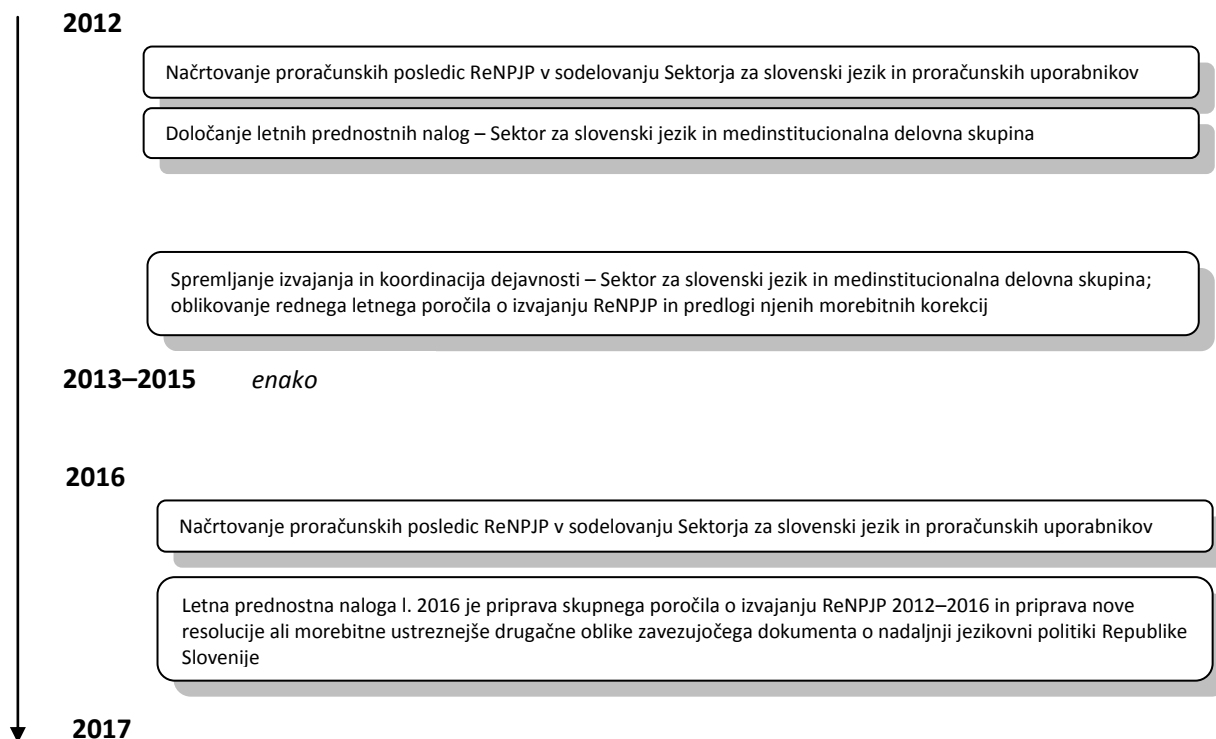 2012
Načrtovanje proračunskih posledic ReNPJP v sodelovanju Sektorja za slovenski jezik in proračunskih uporabnikov
Določanje letnih prednostnih nalog – Sektor za slovenski jezik in medinstitucionalna delovna skupina
Spremljanje izvajanja in koordinacija dejavnosti – Sektor za slovenski jezik in medinstitucionalna delovna skupina;
oblikovanje rednega letnega poročila o izvajanju ReNPJP in predlogi njenih morebitnih korekcij
2013–2015 enako
2016
Načrtovanje proračunskih posledic ReNPJP v sodelovanju Sektorja za slovenski jezik in proračunskih uporabnikov
Letna prednostna naloga l. 2016 je priprava skupnega poročila o izvajanju ReNPJP 2012–2016 in priprava nove
resolucije ali morebitne ustreznejše drugačne oblike zavezujočega dokumenta o nadaljnji jezikovni politiki Republike
Slovenije
2017